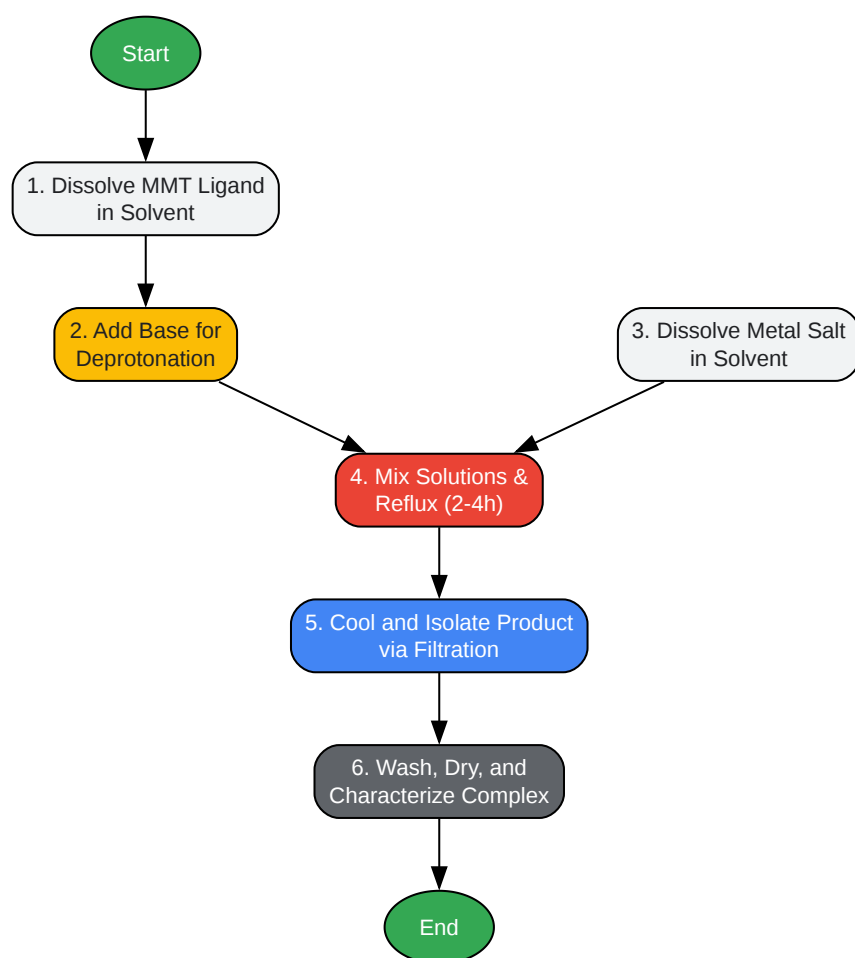 Start
1. Dissolve MMT Ligand
in Solvent
2. Add Base for
Deprotonation
3. Dissolve Metal Salt
in Solvent
4. Mix Solutions &
Reflux (2-4h)
5. Cool and Isolate Product
via Filtration
6. Wash, Dry, and
Characterize Complex
End